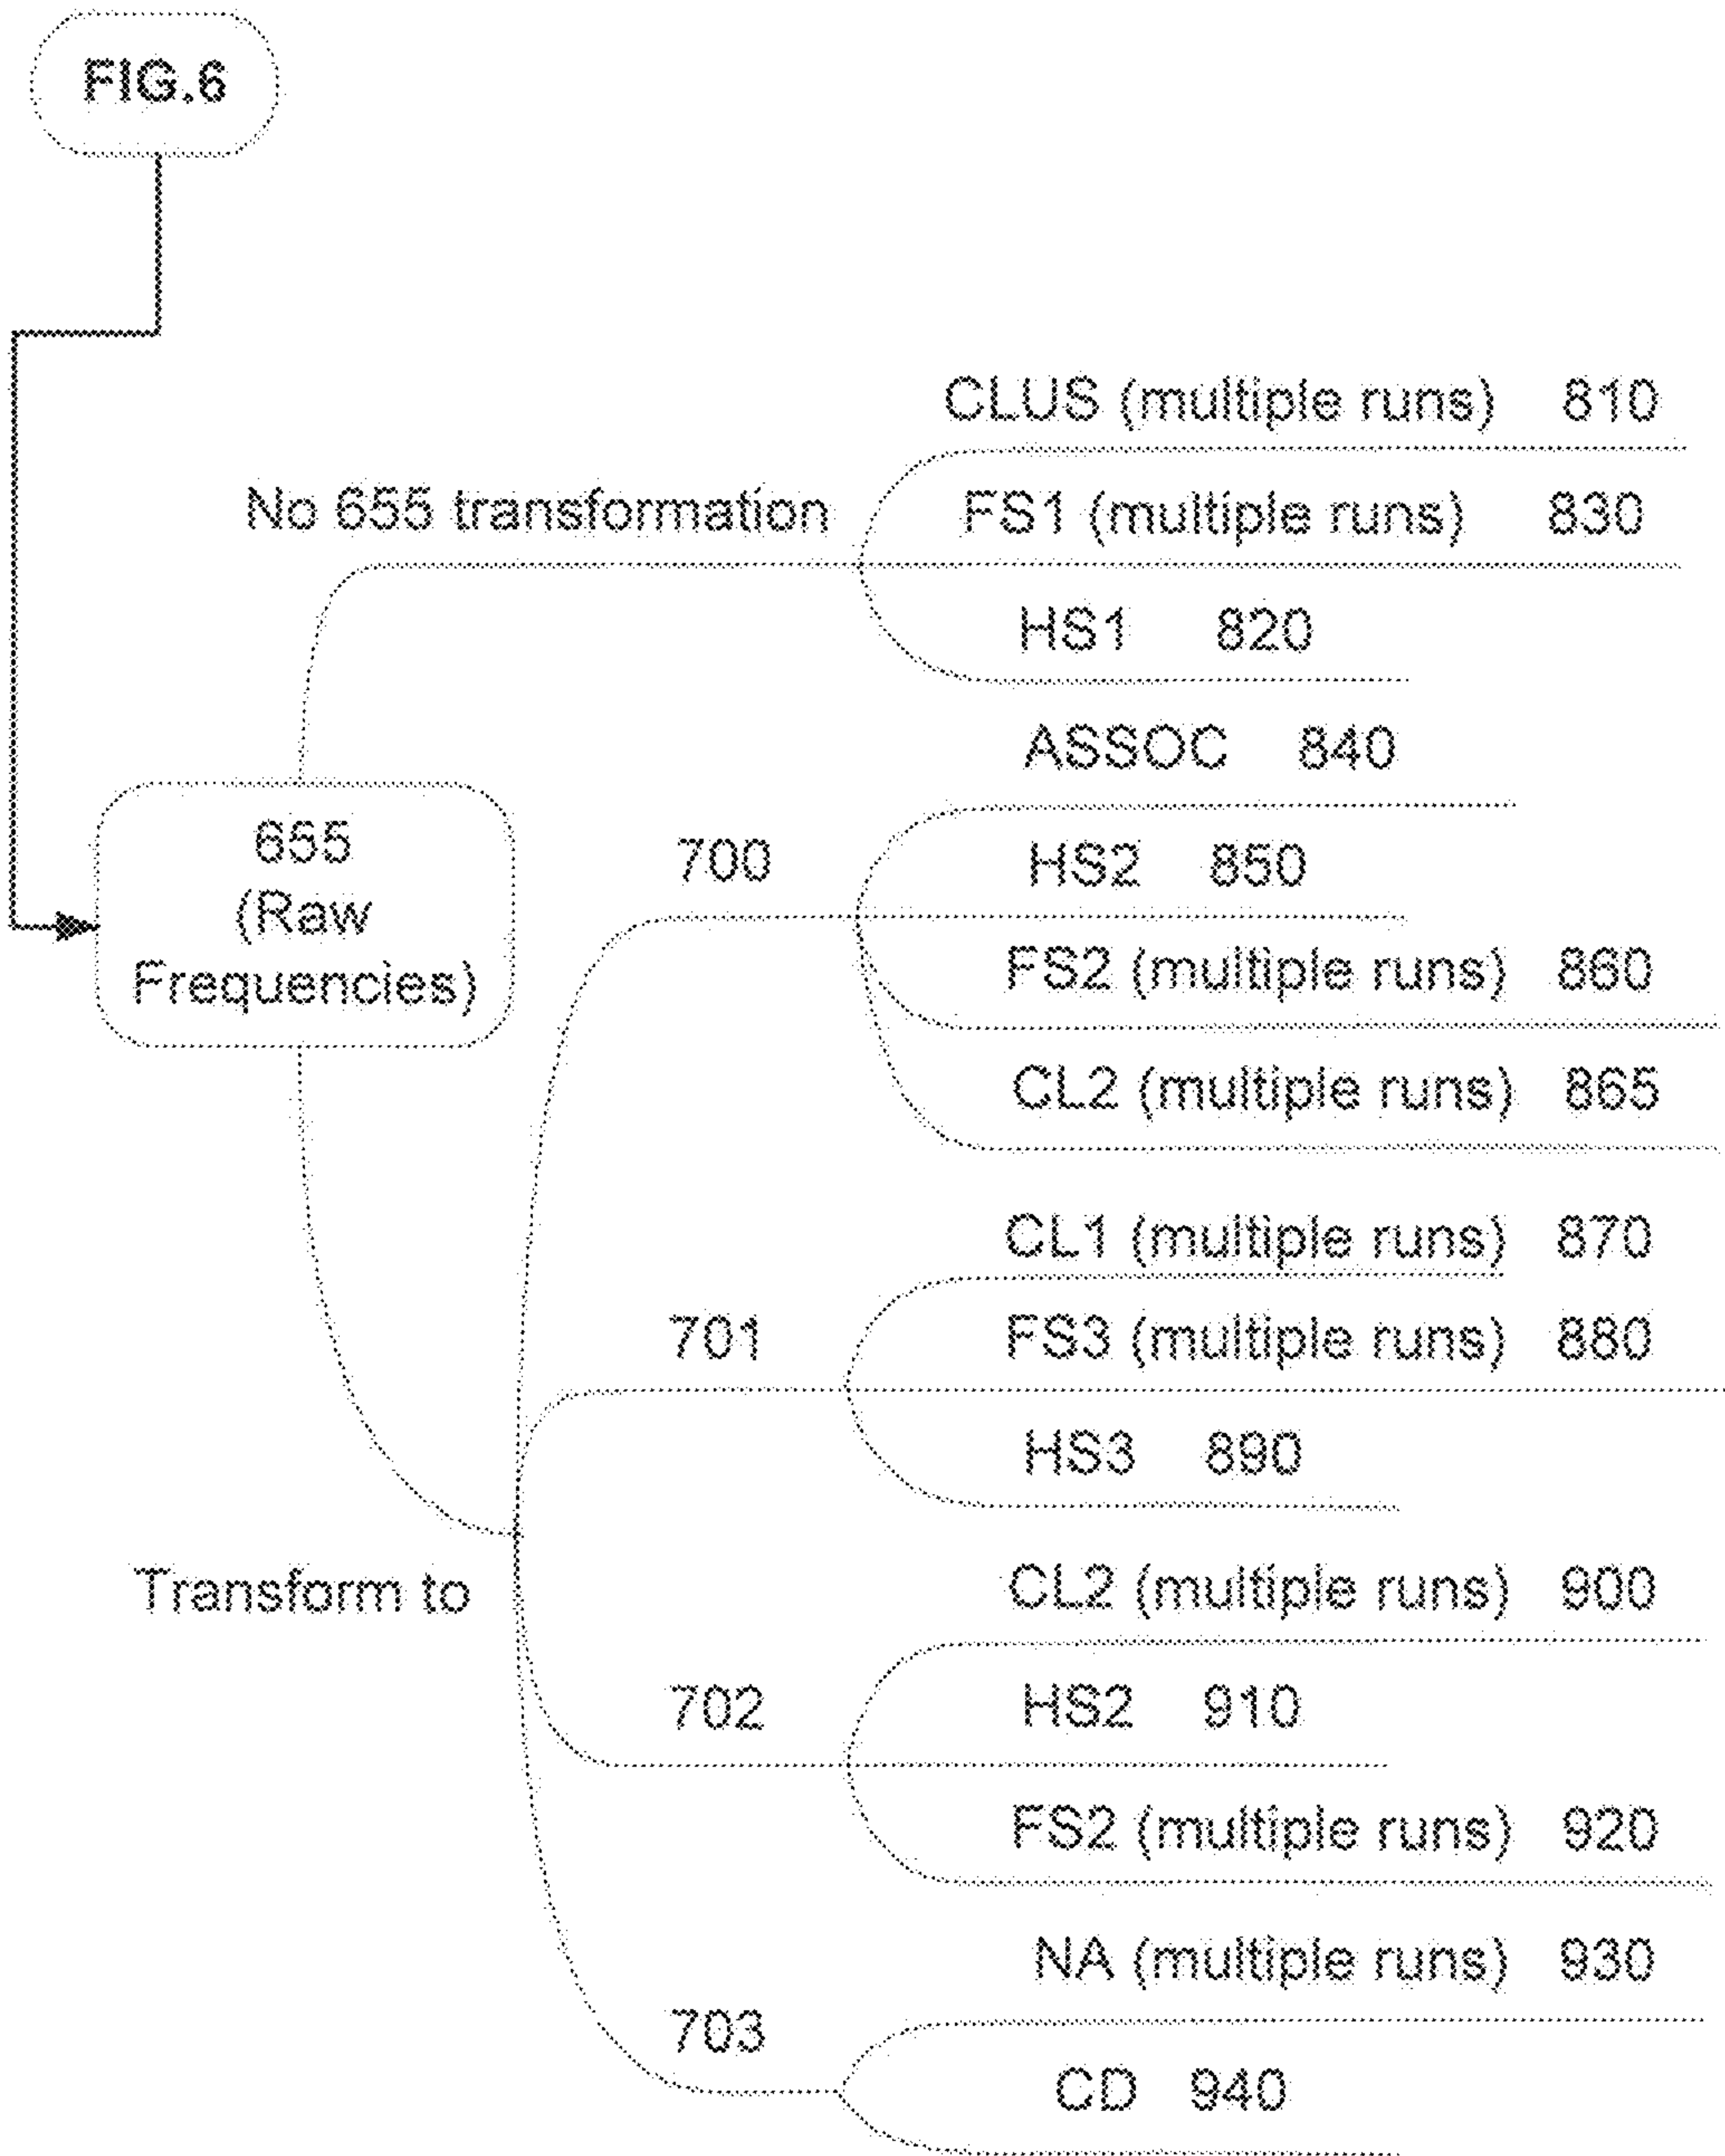 FIG.6
CLUS (multiple runs) 810
No 655 transformation
FS1 (multiple runs) 830
HS1 820
ASSOC 840
655
(Raw
Frequencies)
700
HS2 850
FS2 (multiple runs) 860
CL2 (multiple runs) 865
CL1 (multiple runs) 870
701
FS3 (multiple runs) 880
HS3 890
Transform to
CL2 (multiple runs) 900
702
HS2 910
FS2 (multiple runs) 920
NA (multiple runs) 930
703
CD 940